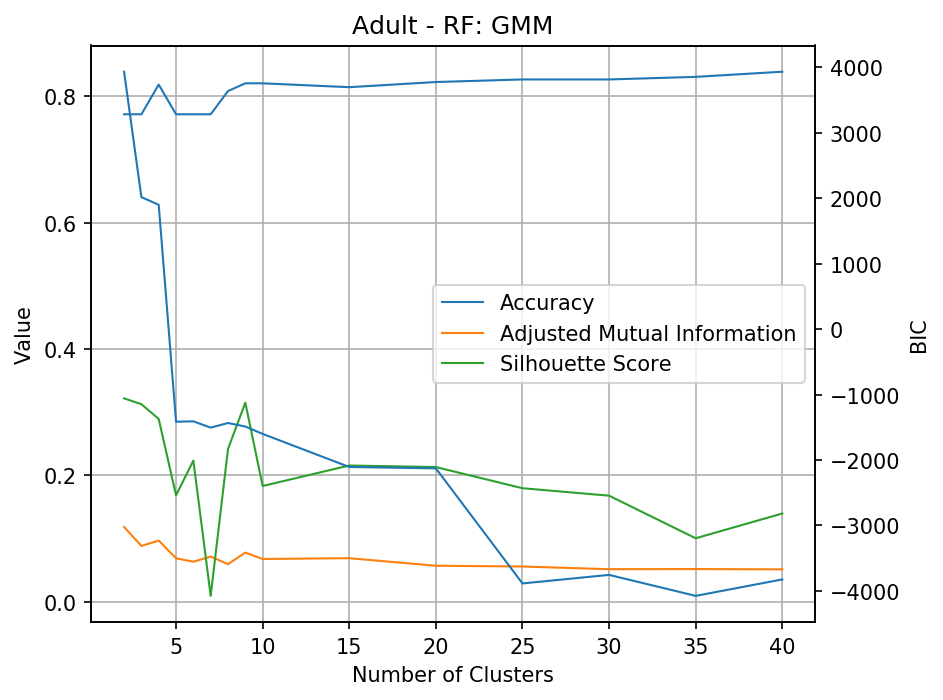 Adult - RF: GMM
Value
0.8
0.6
0.4
0.2
0.0
4000
3000
2000
1000
0
−1000
−2000
−3000
−4000
BIC
Accuracy
Adjusted Mutual Information
Silhouette Score
5 10 15 20 25 30 35 40
Number of Clusters